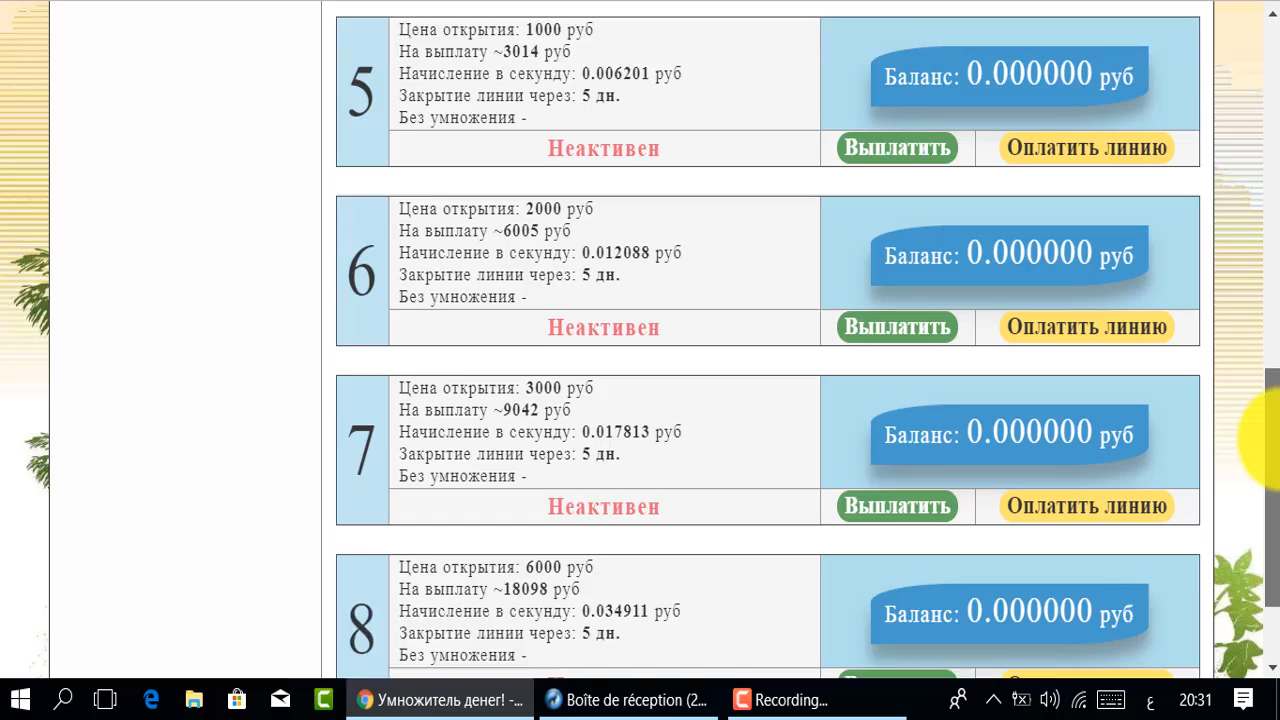 5
Цена открытия: 1000 руб
На выплату ~3014 руб
Начисление в секунду: 0.006201 руб
Закрытие линии через: 5 дн.
Без умножения -
Баланс: 0.000000 руб
Неактивен
Выплатить
Оплатить линию
6
Цена открытия: 2000 руб
На выплату ~6005 руб
Начисление в секунду: 0.012088 руб
Закрытие линии через: 5 дн.
Без умножения -
Баланс: 0.000000 руб
Неактивен
Выплатить
Оплатить линию
7
Цена открытия: 3000 руб
На выплату ~9042 руб
Начисление в секунду: 0.017813 руб
Закрытие линии через: 5 дн.
Без умножения -
Баланс: 0.000000 руб
Неактивен
Выплатить
Оплатить линию
8
Цена открытия: 6000 руб
На выплату ~18098 руб
Начисление в секунду: 0.034911 руб
Закрытие линии через: 5 дн.
Без умножения -
Баланс: 0.000000 руб
Умножитель денег! -...
Boîte de réception (2...
Recording...
ع
20:31